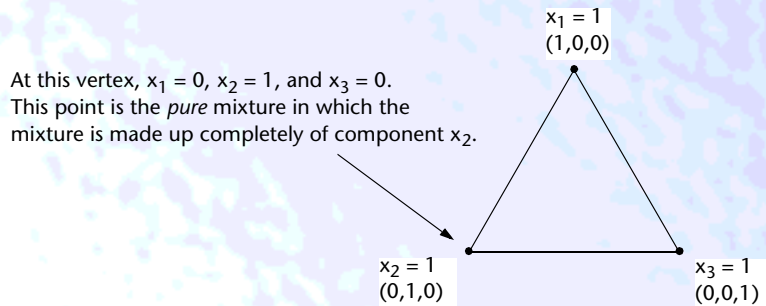 x₁ = 1
(1,0,0)
At this vertex, x₁ = 0, x₂ = 1, and x₃ = 0.
This point is the pure mixture in which the
mixture is made up completely of component x₂.
x₂ = 1
(0,1,0)
x₃ = 1
(0,0,1)